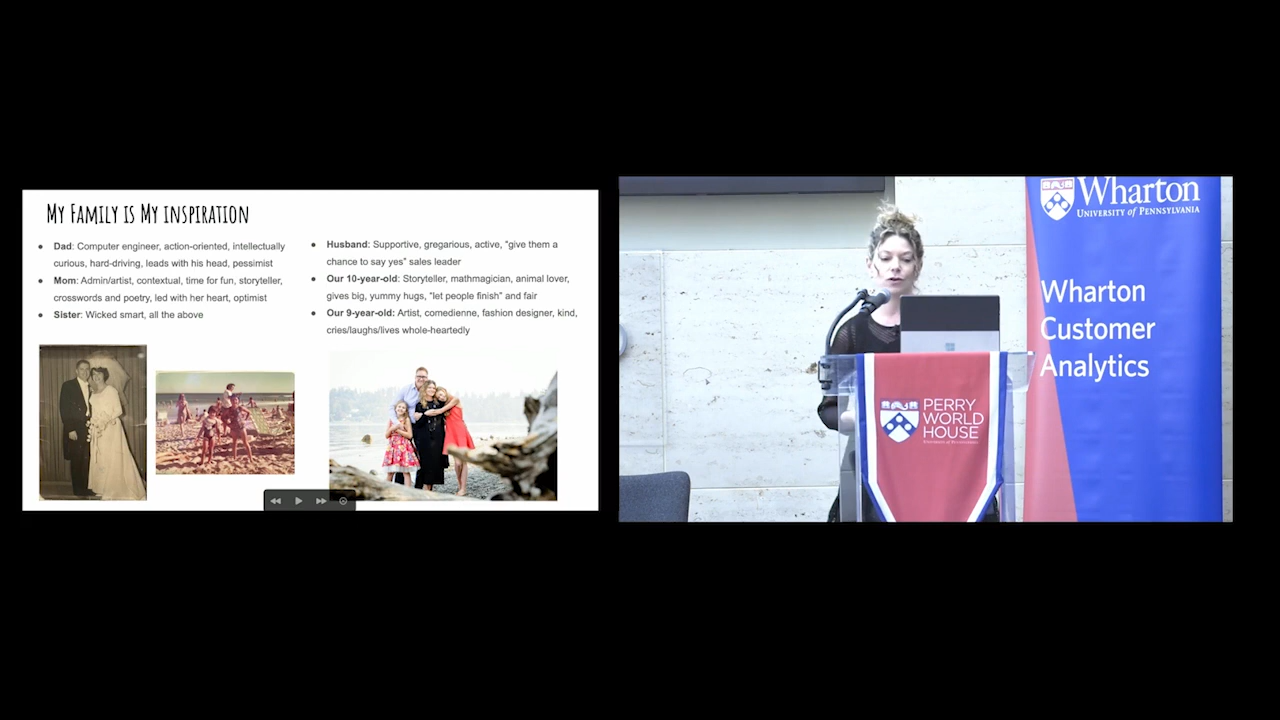 My Family is My inspiration
● Dad: Computer engineer, action-oriented, intellectually
curious, hard-driving, leads with his head, pessimist
● Mom: Admin/artist, contextual, time for fun, storyteller,
crosswords and poetry, led with her heart, optimist
● Sister: Wicked smart, all the above
● Husband: Supportive, gregarious, active, "give them a
chance to say yes" sales leader
● Our 10-year-old: Storyteller, mathmagician, animal lover,
gives big, yummy hugs, "let people finish" and fair
● Our 9-year-old: Artist, comedienne, fashion designer, kind,
cries/laughs/lives whole-heartedly
Wharton
University of Pennsylvania
Wharton
Customer
Analytics
PERRY
WORLD
HOUSE
University of Pennsylvania